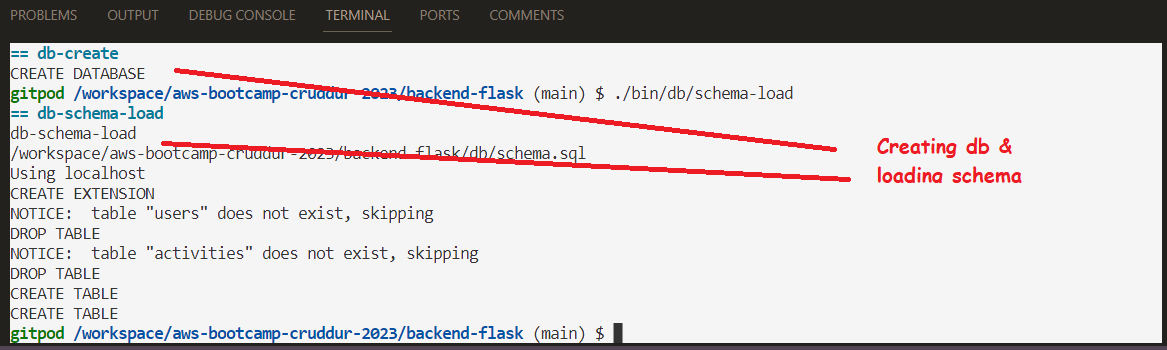 PROBLEMS OUTPUT DEBUG CONSOLE TERMINAL PORTS COMMENTS
== db-create
CREATE DATABASE
gitpod /workspace/aws-bootcamp-cruddur-2023/backend-flask (main) $ ./bin/db/schema-load
== db-schema-load
db-schema-load
/workspace/aws-bootcamp-cruddur-2023/backend-flask/db/schema.sql
Using localhost
CREATE EXTENSION
NOTICE:  table "users" does not exist, skipping
DROP TABLE
NOTICE:  table "activities" does not exist, skipping
DROP TABLE
CREATE TABLE
CREATE TABLE
gitpod /workspace/aws-bootcamp-cruddur-2023/backend-flask (main) $
Creating db &
loading schema